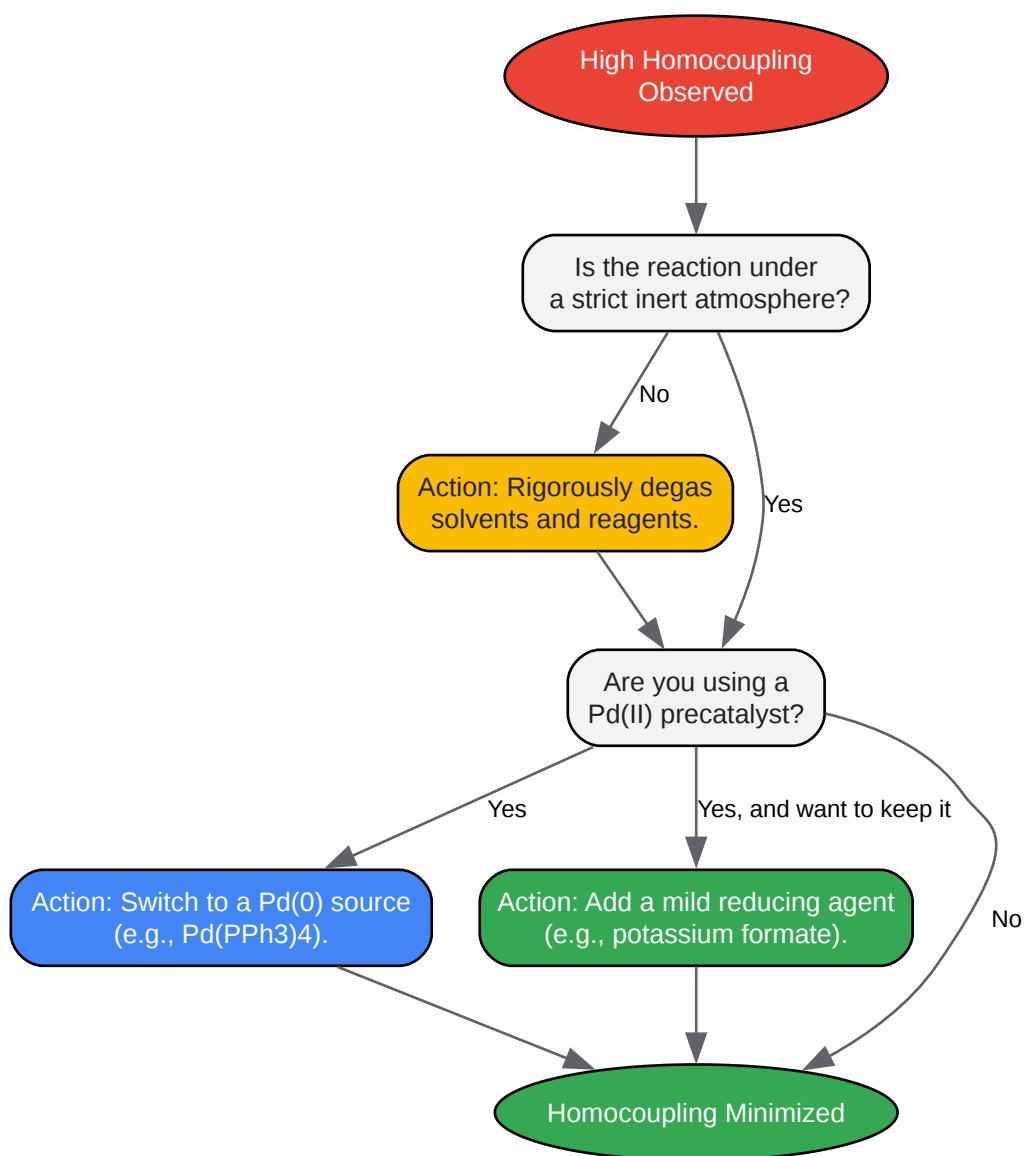 High Homocoupling
Observed
Is the reaction under
a strict inert atmosphere?
No
Action: Rigorously degas
solvents and reagents.
Yes
Are you using a
Pd(II) precatalyst?
Yes
Yes, and want to keep it
Action: Switch to a Pd(0) source
(e.g., Pd(PPh3)4).
Action: Add a mild reducing agent
(e.g., potassium formate).
No
Homocoupling Minimized